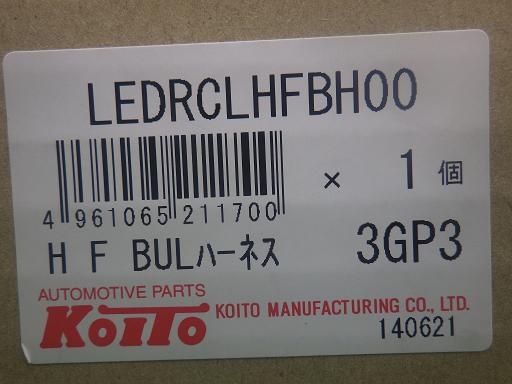 LEDRCLHFBH00
× 1 個
4 961065 211700
H F BULハーネス 3GP3
AUTOMOTIVE PARTS
KOITO KOITO MANUFACTURING CO., LTD.
140621